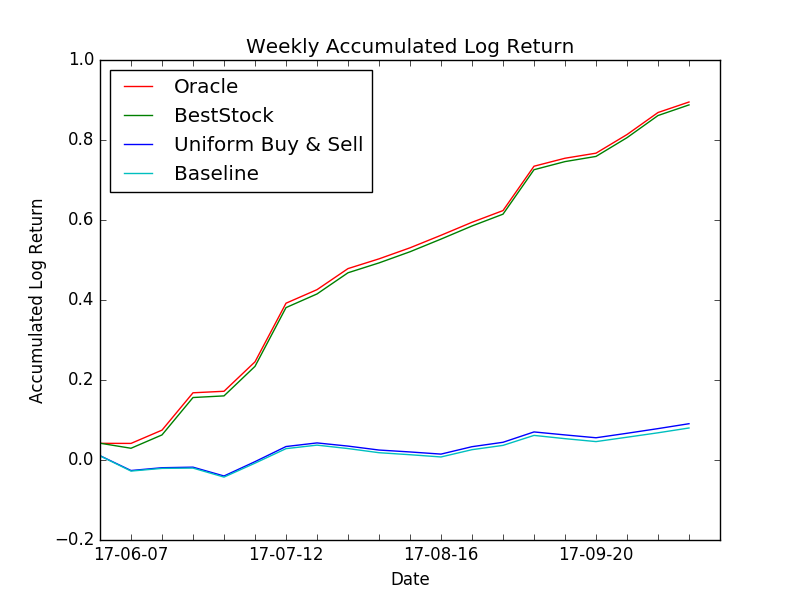 Weekly Accumulated Log Return
1.0
0.8
0.6
0.4
0.2
0.0
−0.2
Accumulated Log Return
Oracle
BestStock
Uniform Buy & Sell
Baseline
17-06-07
17-07-12
17-08-16
17-09-20
Date